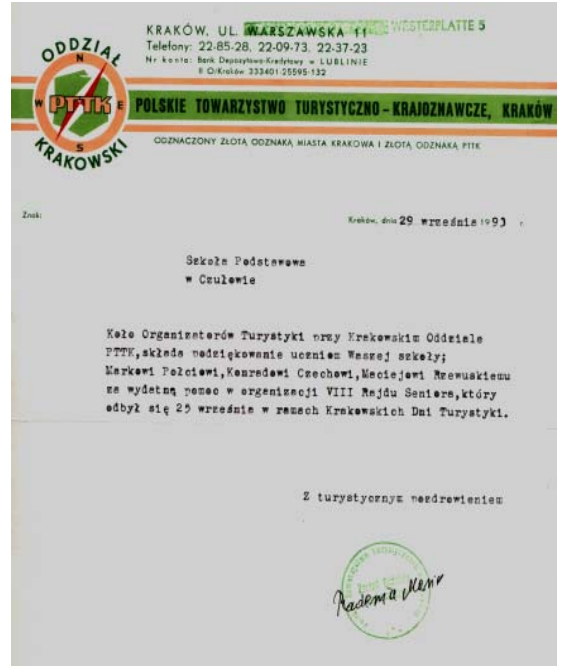 KRAKÓW, UL. WARSZAWSKA 11 WESTERPLATTE 5
Telefony: 22-85-28, 22-09-73, 22-37-23
Nr konta: Bank Depozytowo-Kredytowy w LUBLINIE
II O/Kraków 333401-25595-132
ODDZIAŁ
N
W PTTK E
S
KRAKOWSKI
POLSKIE TOWARZYSTWO TURYSTYCZNO-KRAJOZNAWCZE, KRAKÓW
ODZNACZONY ZŁOTĄ ODZNAKĄ MIASTA KRAKOWA I ZŁOTĄ ODZNAKĄ PTTK
Znak:
Kraków, dnia 29 września 1993 r.
Szkoła Podstawowa
w Czułowie
Koło Organizatorów Turystyki przy Krakowskim Oddziale
PTTK,składa podziękowanie uczniom Waszej szkoły;
Markowi Polciowi,Konradowi Czechowi,Maciejowi Rzewuskiemu
za wydatną pomoc w organizacji VIII Rajdu Seniora,który
odbył się 25 września w ramach Krakowskich Dni Turystyki.
Z turystycznym pozdrowieniem